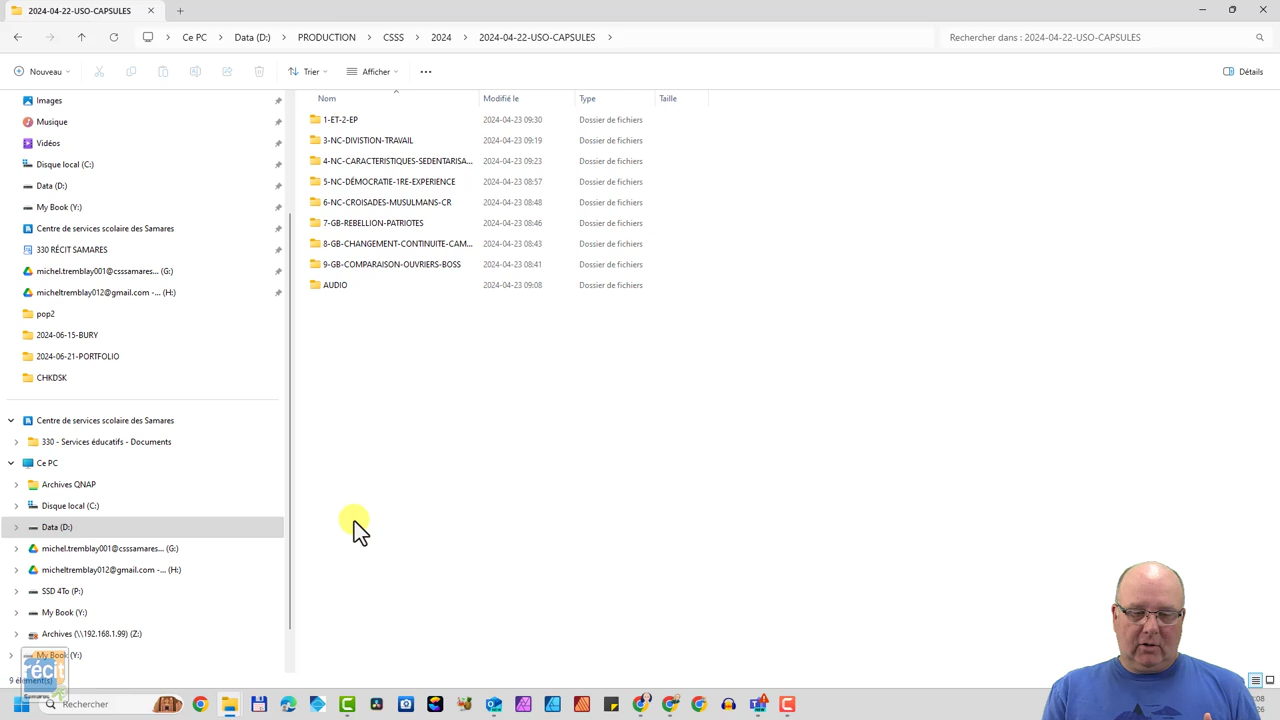 2024-04-22-USO-CAPSULES
Ce PC
Data (D:)
PRODUCTION
CSSS
2024
2024-04-22-USO-CAPSULES
Rechercher dans : 2024-04-22-USO-CAPSULES
Nouveau
Trier
Afficher
Détails
Images
Musique
Vidéos
Disque local (C:)
Data (D:)
My Book (Y:)
Centre de services scolaire des Samares
330 RÉCIT SAMARES
michel.tremblay001@csssamares... (G:)
micheltremblay012@gmail.com -... (H:)
pop2
2024-06-15-BURY
2024-06-21-PORTFOLIO
CHKDSK
Centre de services scolaire des Samares
330 - Services éducatifs - Documents
Ce PC
Archives QNAP
Disque local (C:)
Data (D:)
michel.tremblay001@csssamares... (G:)
micheltremblay012@gmail.com -... (H:)
SSD 4To (P:)
My Book (Y:)
Archives (\\192.168.1.99) (Z:)
My Book (Y:)
9 élément(s)
Nom Modifié le Type Taille
1-ET-2-EP 2024-04-23 09:30 Dossier de fichiers
3-NC-DIVISTION-TRAVAIL 2024-04-23 09:19 Dossier de fichiers
4-NC-CARACTERISTIQUES-SEDENTARISA... 2024-04-23 09:23 Dossier de fichiers
5-NC-DÉMOCRATIE-1RE-EXPERIENCE 2024-04-23 08:57 Dossier de fichiers
6-NC-CROISADES-MUSULMANS-CR 2024-04-23 08:48 Dossier de fichiers
7-GB-REBELLION-PATRIOTES 2024-04-23 08:46 Dossier de fichiers
8-GB-CHANGEMENT-CONTINUITE-CAM... 2024-04-23 08:43 Dossier de fichiers
9-GB-COMPARAISON-OUVRIERS-BOSS 2024-04-23 08:41 Dossier de fichiers
AUDIO 2024-04-23 09:08 Dossier de fichiers
récit
Samares
Rechercher